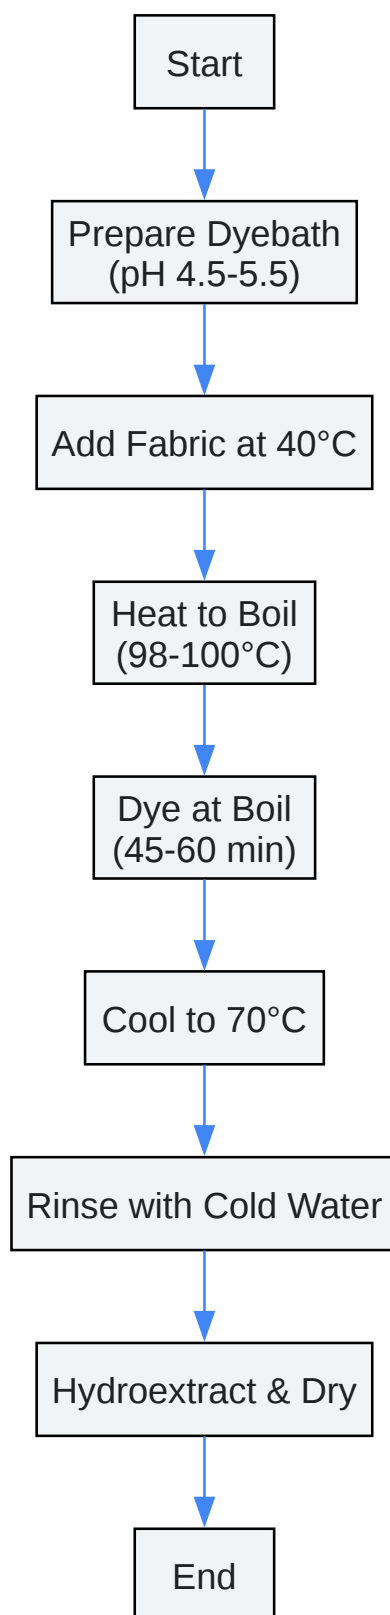 Start
Prepare Dyebath
(pH 4.5-5.5)
Add Fabric at 40°C
Heat to Boil
(98-100°C)
Dye at Boil
(45-60 min)
Cool to 70°C
Rinse with Cold Water
Hydroextract & Dry
End